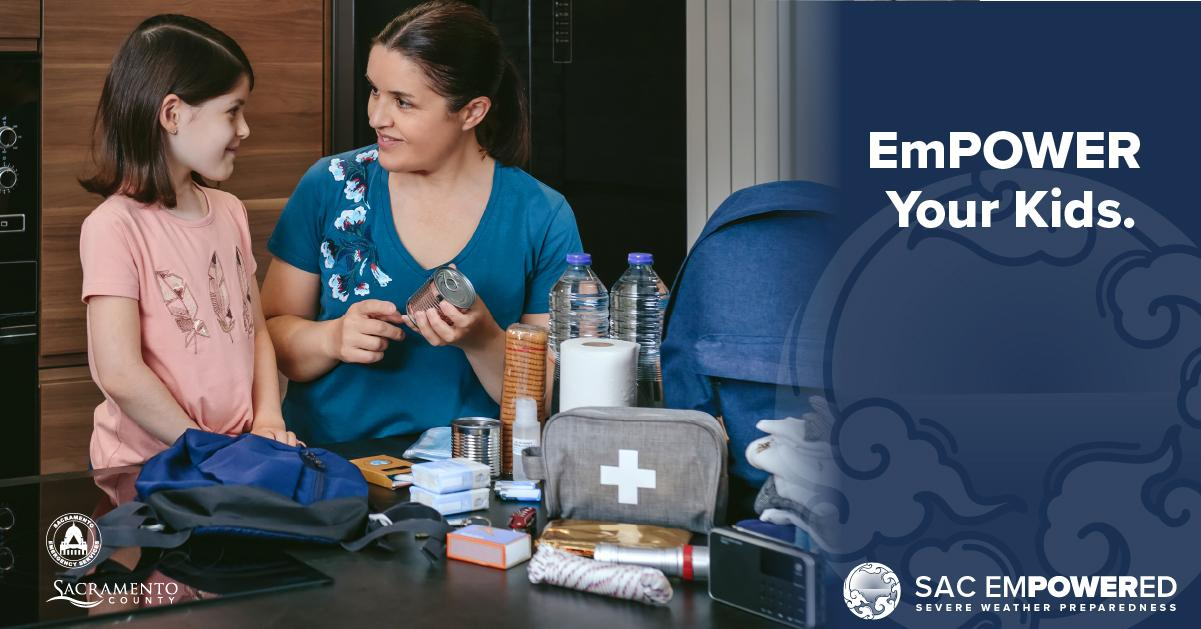 EmPOWER
Your Kids.
SACRAMENTO
EMERGENCY SERVICES
SACRAMENTO
COUNTY
SAC EMPOWERED
SEVERE WEATHER PREPAREDNESS